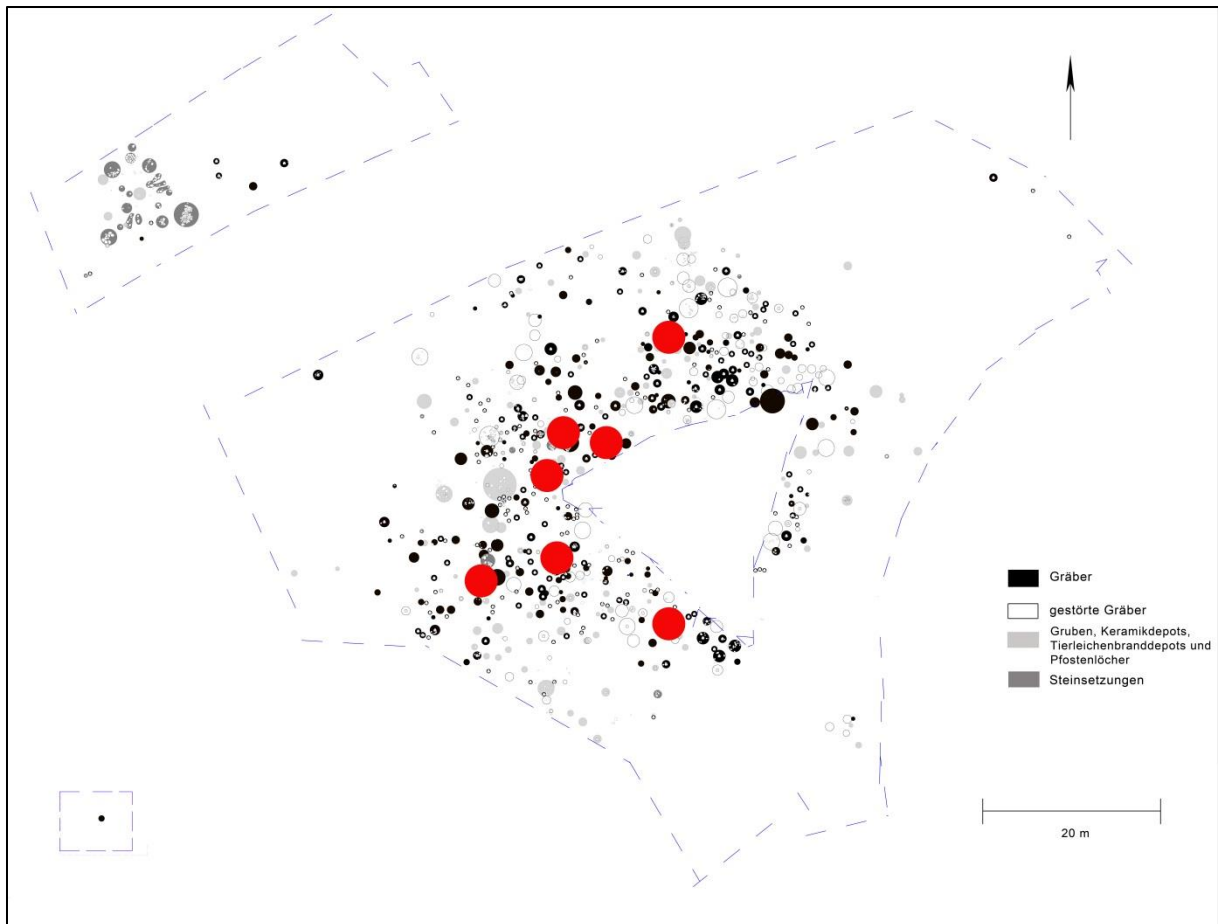 Gräber
gestörte Gräber
Gruben, Keramikdepots,
Tierleichenbranddepots und
Pfostenlöcher
Steinsetzungen
20 m